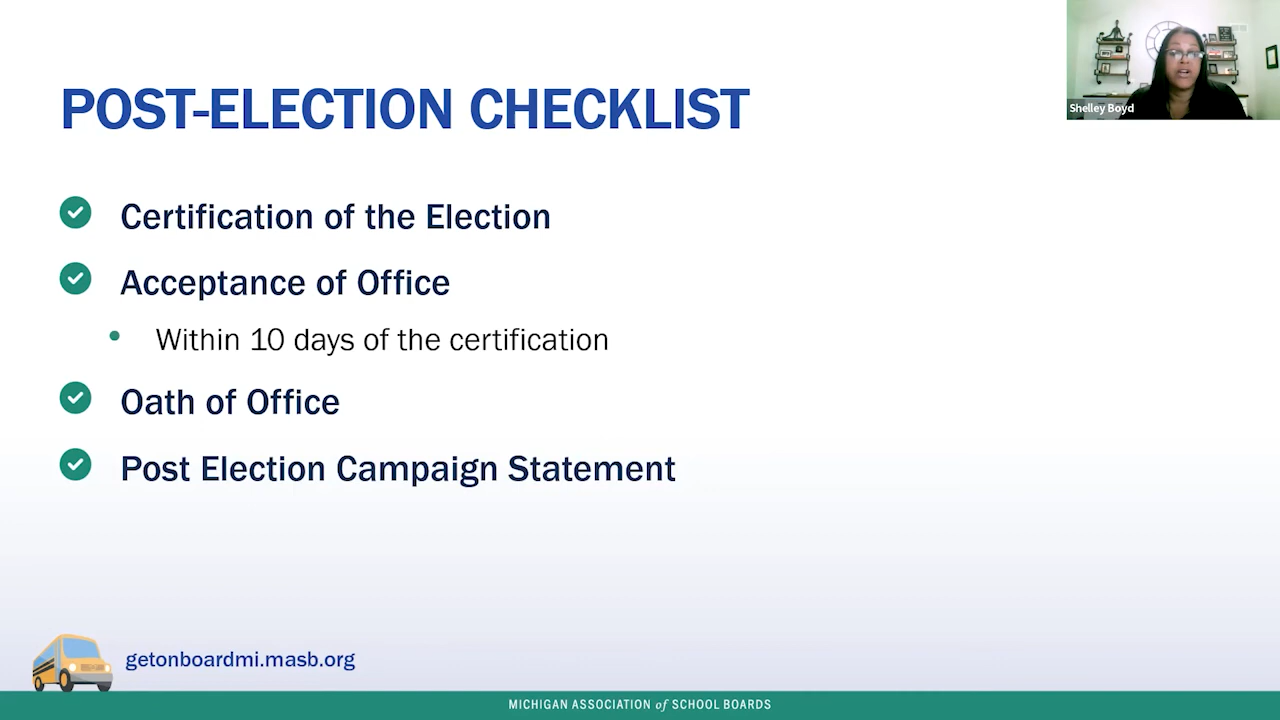 Shelley Boyd
POST-ELECTION CHECKLIST
Certification of the Election
Acceptance of Office
Within 10 days of the certification
Oath of Office
Post Election Campaign Statement
getonboardmi.masb.org
MICHIGAN ASSOCIATION of SCHOOL BOARDS